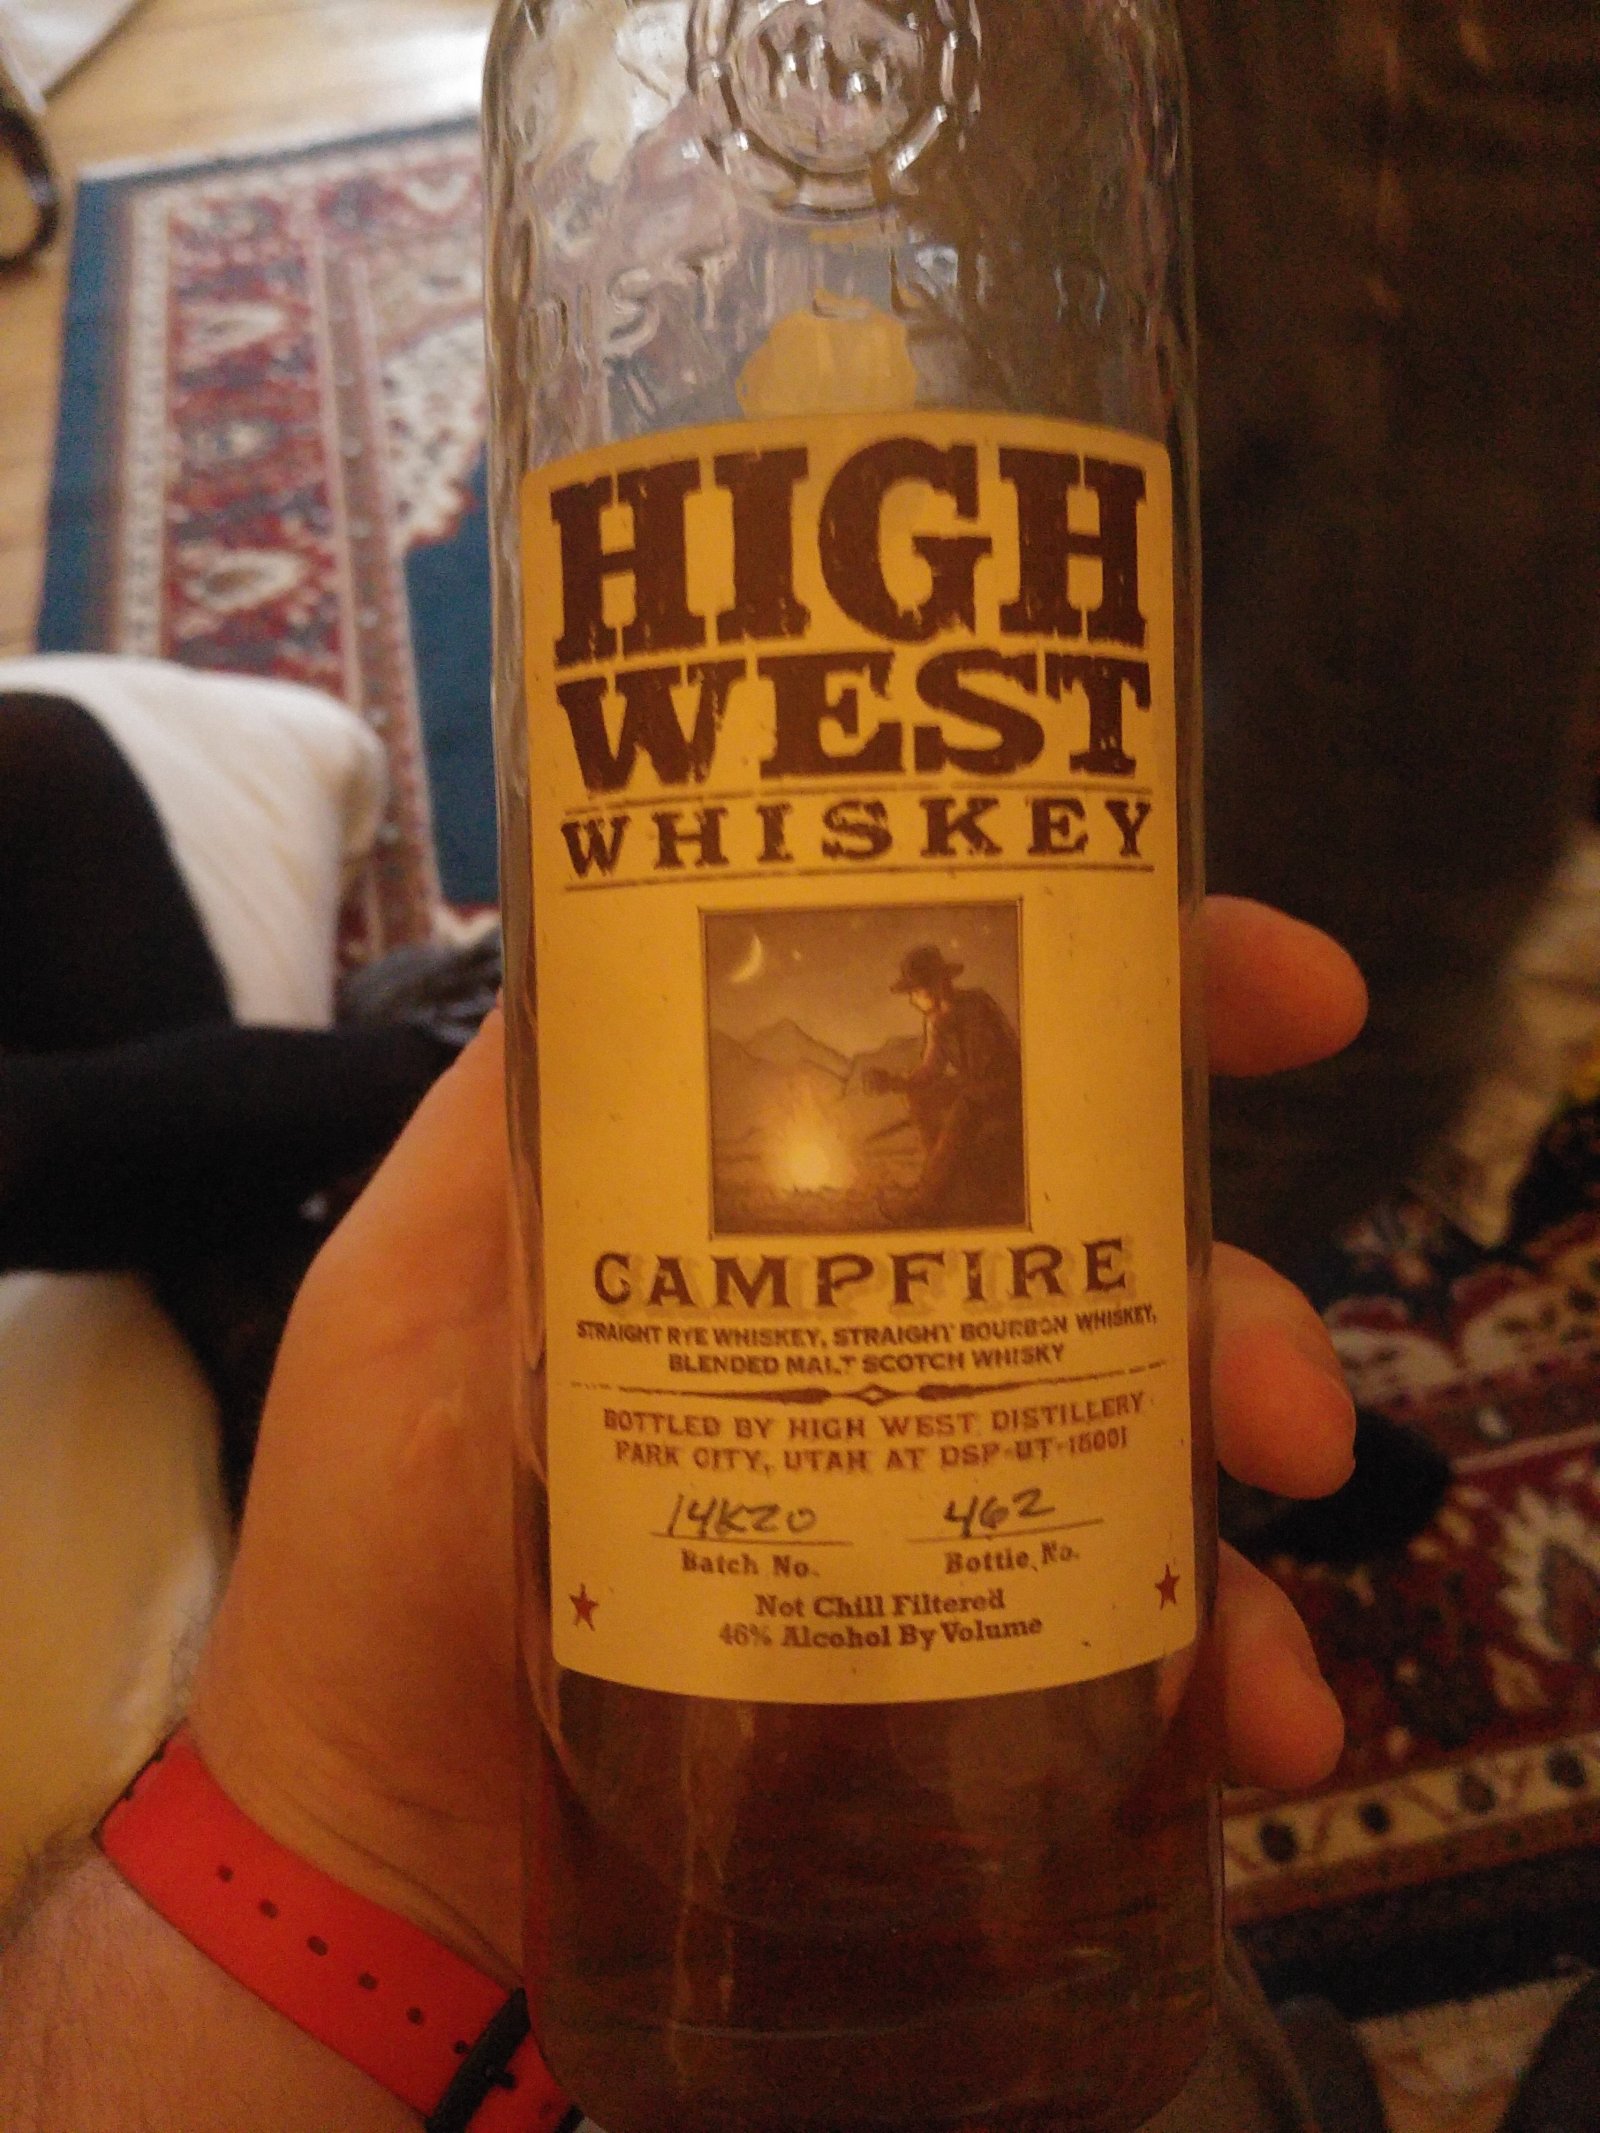 DISTILL
HIGH
WEST
WHISKEY
CAMPFIRE
STRAIGHT RYE WHISKEY, STRAIGHT BOURBON WHISKEY,
BLENDED MALT SCOTCH WHISKY
BOTTLED BY HIGH WEST DISTILLERY
PARK CITY, UTAH AT DSP-UT-15001
14K20 462
Batch No. Bottle No.
Not Chill Filtered
46% Alcohol By Volume